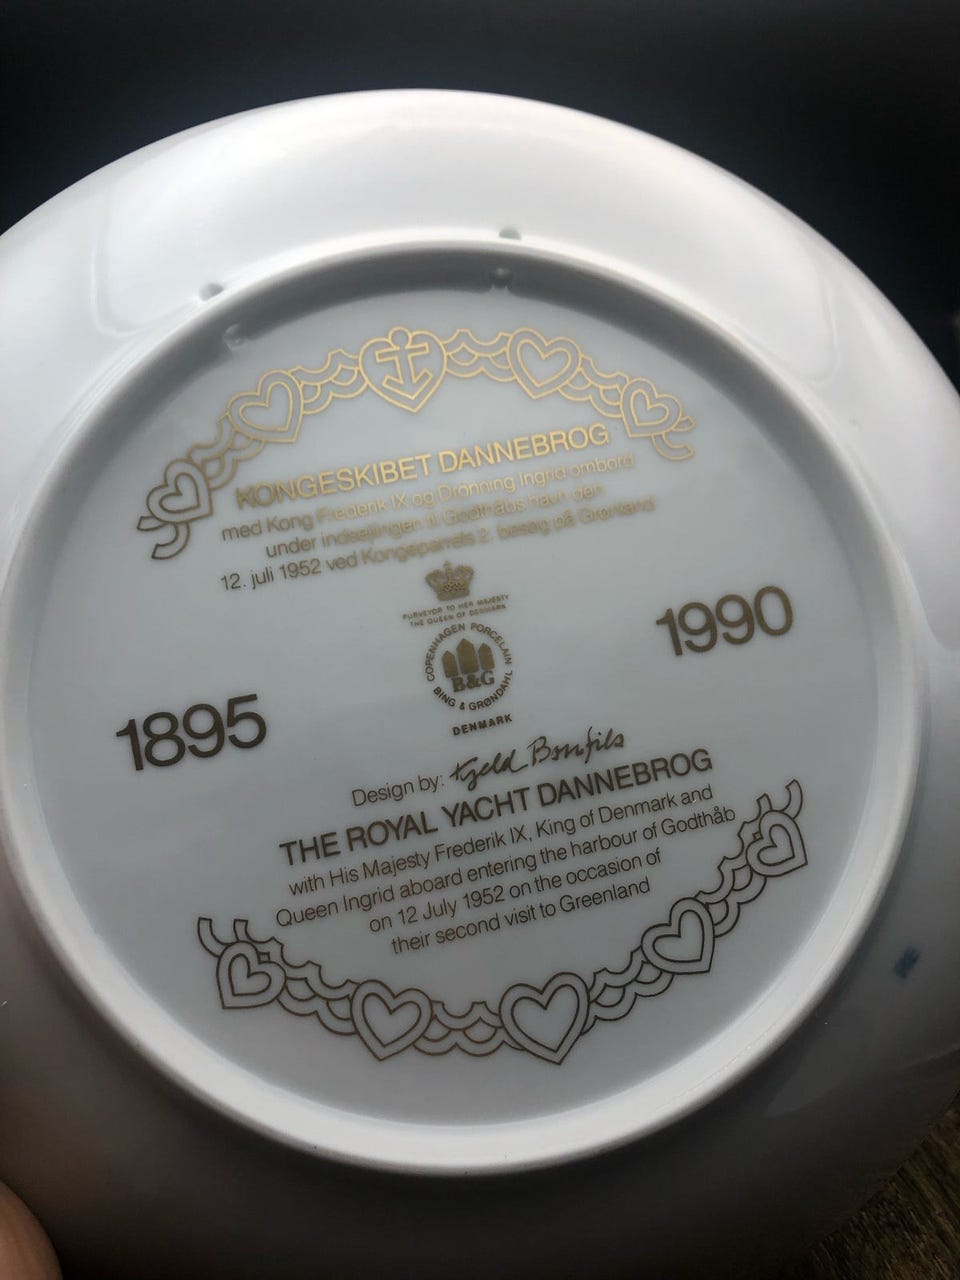 KONGESKIBET DANNEBROG
med Kong Frederik IX og Dronning Ingrid ombord
under indsejlingen til Godthåbs havn den
12. juli 1952 ved Kongeparrets 2. besøg på Grønland
PURVEYOR TO HER MAJESTY
THE QUEEN OF DENMARK
COPENHAGEN PORCELAIN
B&G
BING & GRØNDAHL
DENMARK
1895
1990
Design by: Kjeld Bonfils
THE ROYAL YACHT DANNEBROG
with His Majesty Frederik IX, King of Denmark and
Queen Ingrid aboard entering the harbour of Godthåb
on 12 July 1952 on the occasion of
their second visit to Greenland